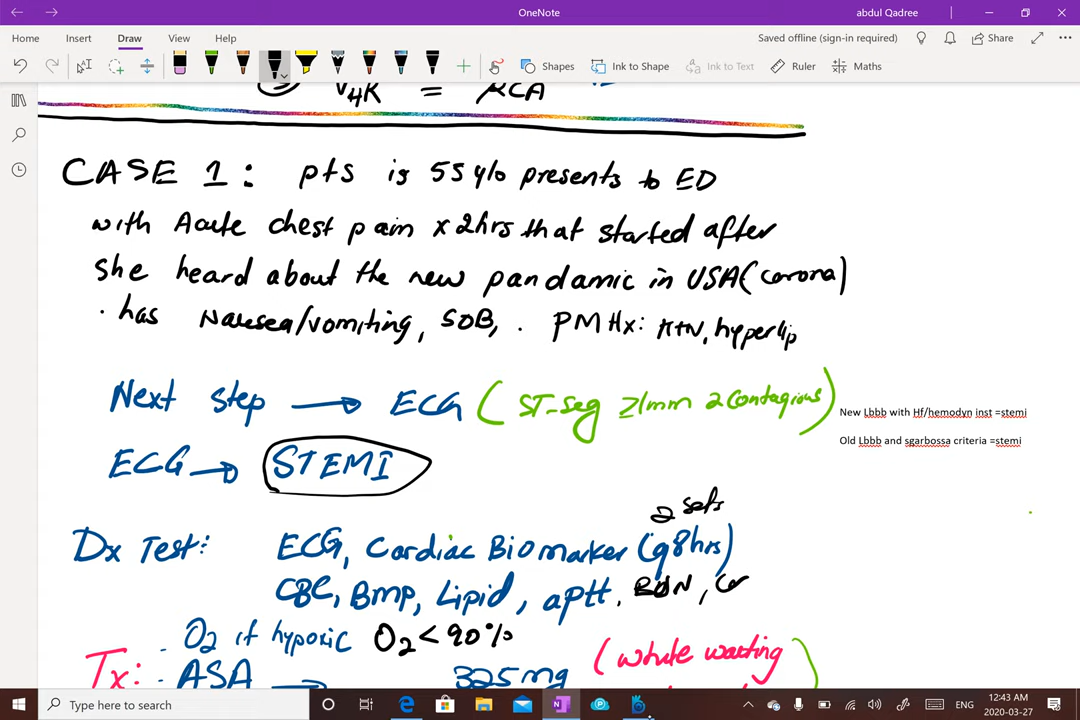 OneNote
abdul Qadree
Home Insert Draw View Help
Saved offline (sign-in required)
Share
Shapes
Ink to Shape
Ink to Text
Ruler
Maths
V4R = RCA
CASE 1: pts is 55 y/o presents to ED
with Acute chest pain x 2hrs that started after
she heard about the new pandamic in USA (corona)
. has Nausea/vomiting, SOB, . PMHx: HTN, hyperlip
Next step → ECG (ST-seg ≥1mm 2 contagious)
New Lbbb with Hf/hemodyn inst =stemi
Old Lbbb and sgarbossa criteria =stemi
ECG → STEMI
2 sets
Dx Test: ECG, Cardiac Biomarker (q8hrs)
CBC, Bmp, Lipid, aptt. BUN, Cr
. O2 if hypoxic O2 < 90%
Tx: . ASA → 325 mg
(whule waiting
Type here to search
ENG
12:43 AM
2020-03-27